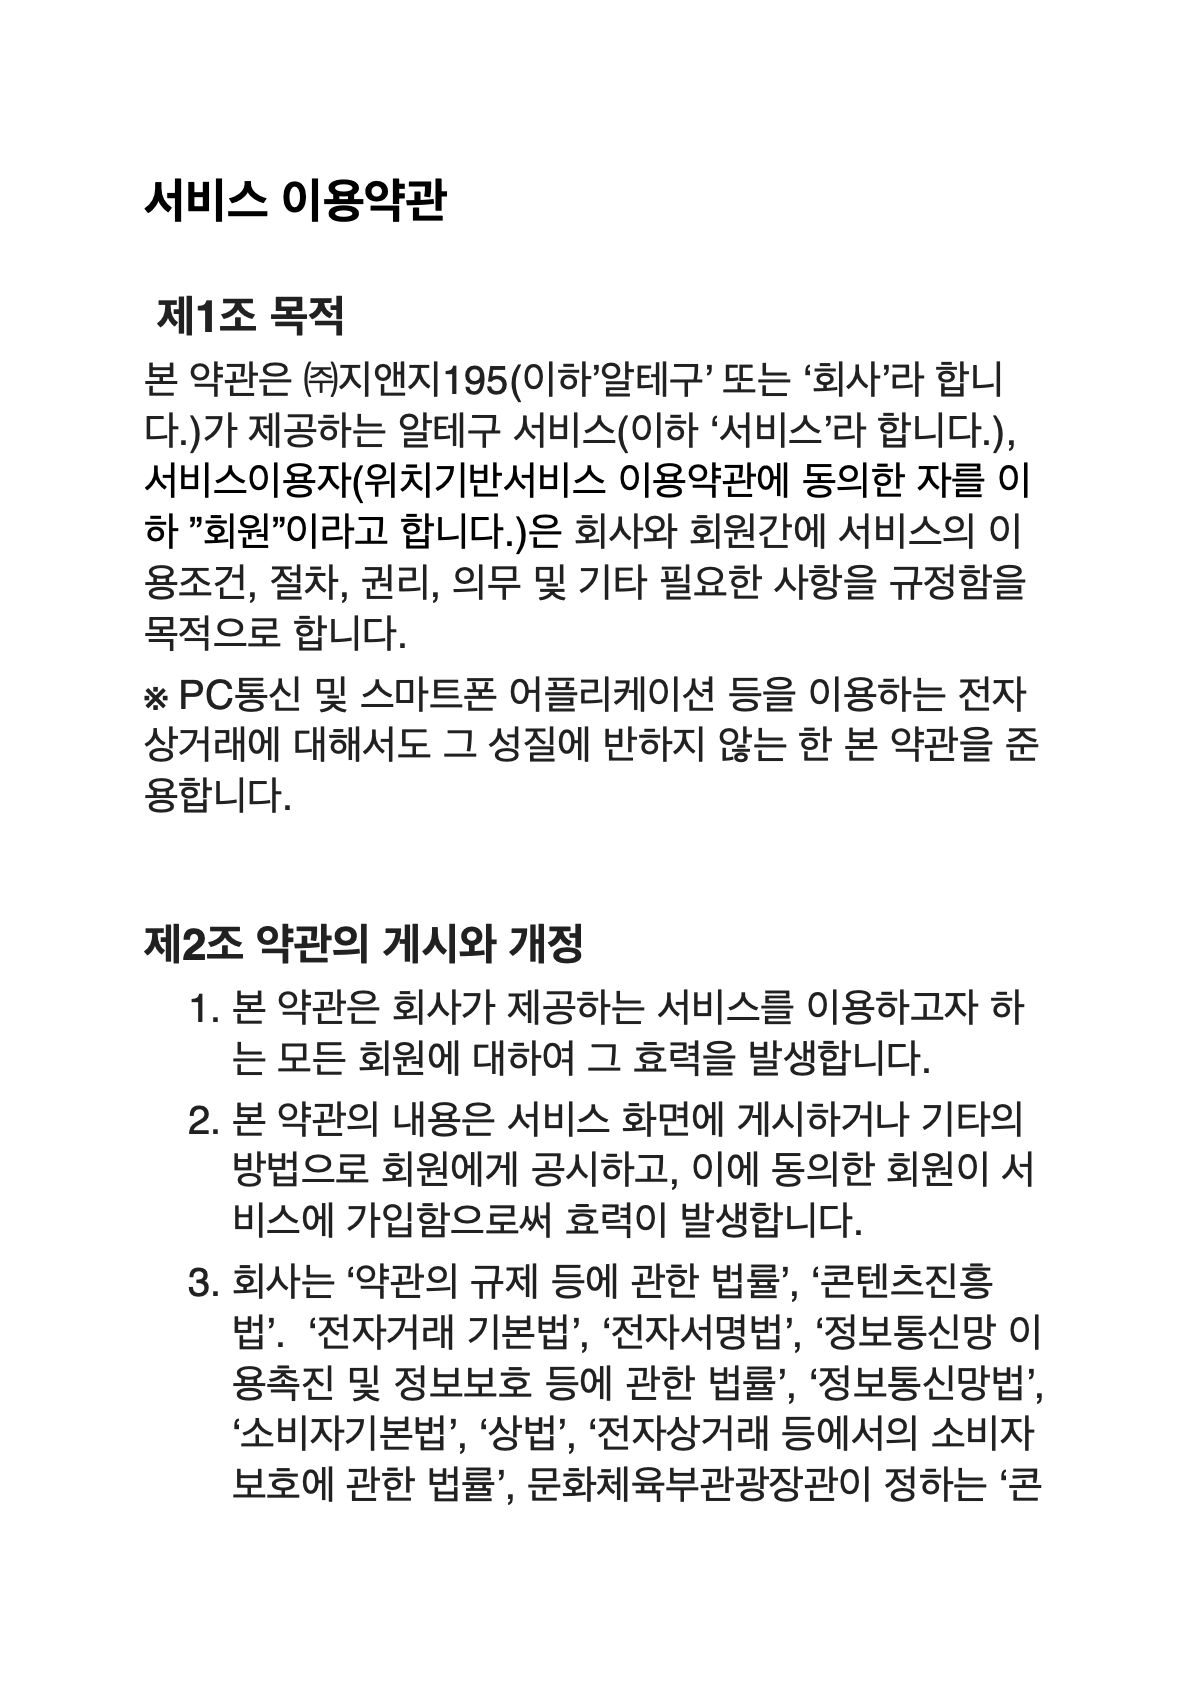 서비스 이용약관
제1조 목적
본 약관은 ㈜지앤지195(이하’알테구’ 또는 ‘회사’라 합니
다.)가 제공하는 알테구 서비스(이하 ‘서비스’라 합니다.),
서비스이용자(위치기반서비스 이용약관에 동의한 자를 이
하 ”회원”이라고 합니다.)은 회사와 회원간에 서비스의 이
용조건, 절차, 권리, 의무 및 기타 필요한 사항을 규정함을
목적으로 합니다.
※ PC통신 및 스마트폰 어플리케이션 등을 이용하는 전자
상거래에 대해서도 그 성질에 반하지 않는 한 본 약관을 준
용합니다.
제2조 약관의 게시와 개정
1. 본 약관은 회사가 제공하는 서비스를 이용하고자 하
는 모든 회원에 대하여 그 효력을 발생합니다.
2. 본 약관의 내용은 서비스 화면에 게시하거나 기타의
방법으로 회원에게 공시하고, 이에 동의한 회원이 서
비스에 가입함으로써 효력이 발생합니다.
3. 회사는 ‘약관의 규제 등에 관한 법률’, ‘콘텐츠진흥
법’.  ‘전자거래 기본법’, ‘전자서명법’, ‘정보통신망 이
용촉진 및 정보보호 등에 관한 법률’, ‘정보통신망법’,
‘소비자기본법’, ‘상법’, ‘전자상거래 등에서의 소비자
보호에 관한 법률’, 문화체육부관광장관이 정하는 ‘콘